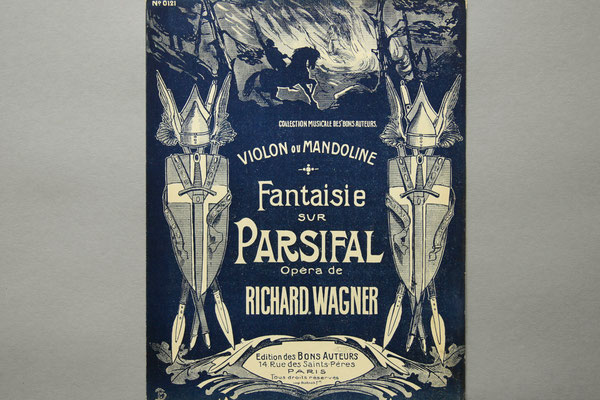 Nº 0121
COLLECTION MUSICALE DES BONS AUTEURS.
VIOLON OU MANDOLINE
Fantaisie
SUR
PARSIFAL
Opéra de
RICHARD WAGNER
Edition des BONS AUTEURS
14 Rue des Saints-Pères
PARIS
Tous droits réservés